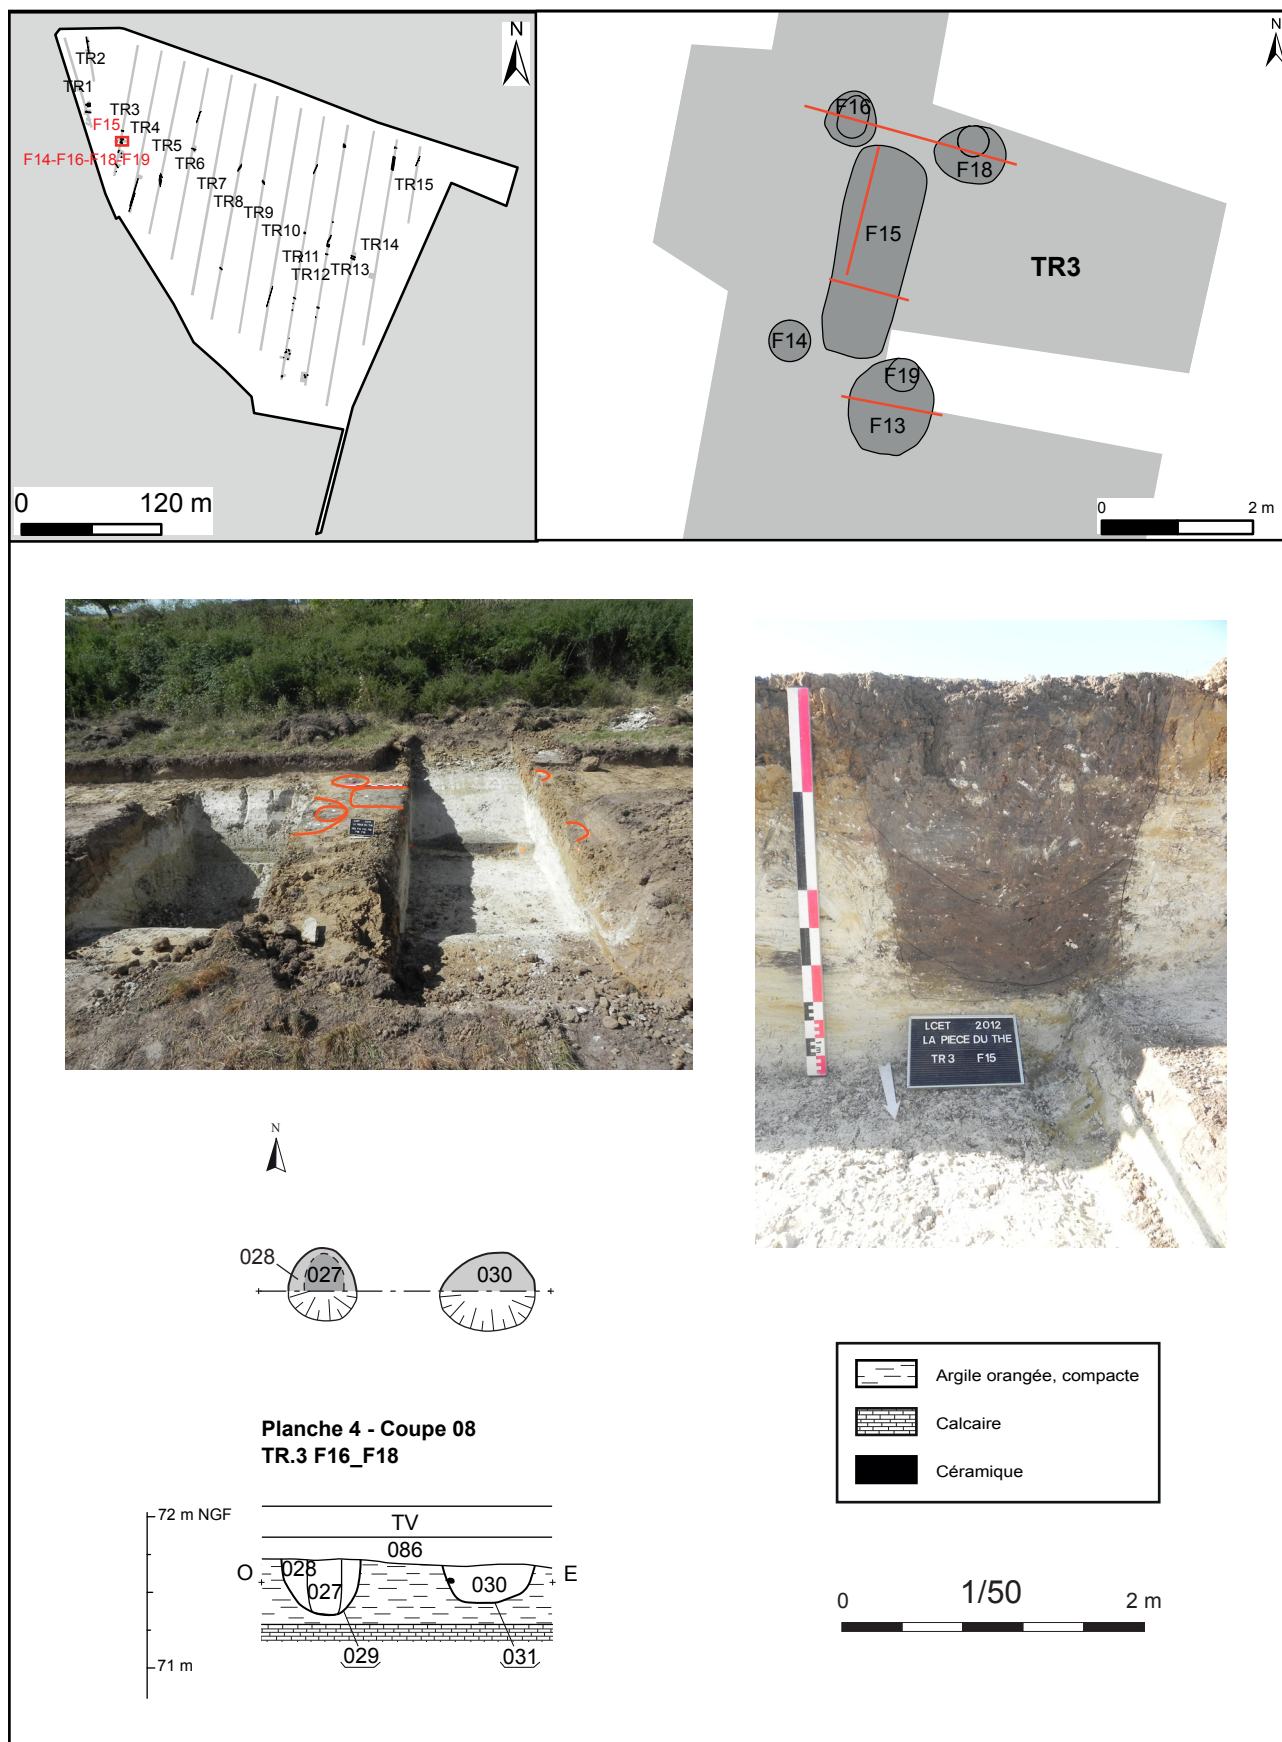 N
TR2
TR1
TR3
F15
TR4
TR5
F14-F16-F18-F19
TR6
TR7
TR15
TR8
TR9
TR10
TR14
TR11
TR13
TR12
0 120 m
N
F16
F18
F15
TR3
F14
F19
F13
0 2 m
LCET 2012
LA PIECE DU THE
TR 3 F15
1m
N
028
027
030
Argile orangée, compacte
Calcaire
Céramique
Planche 4 - Coupe 08
TR.3 F16_F18
72 m NGF
TV
086
O
028
E
027
030
029
031
71 m
0 1/50 2 m